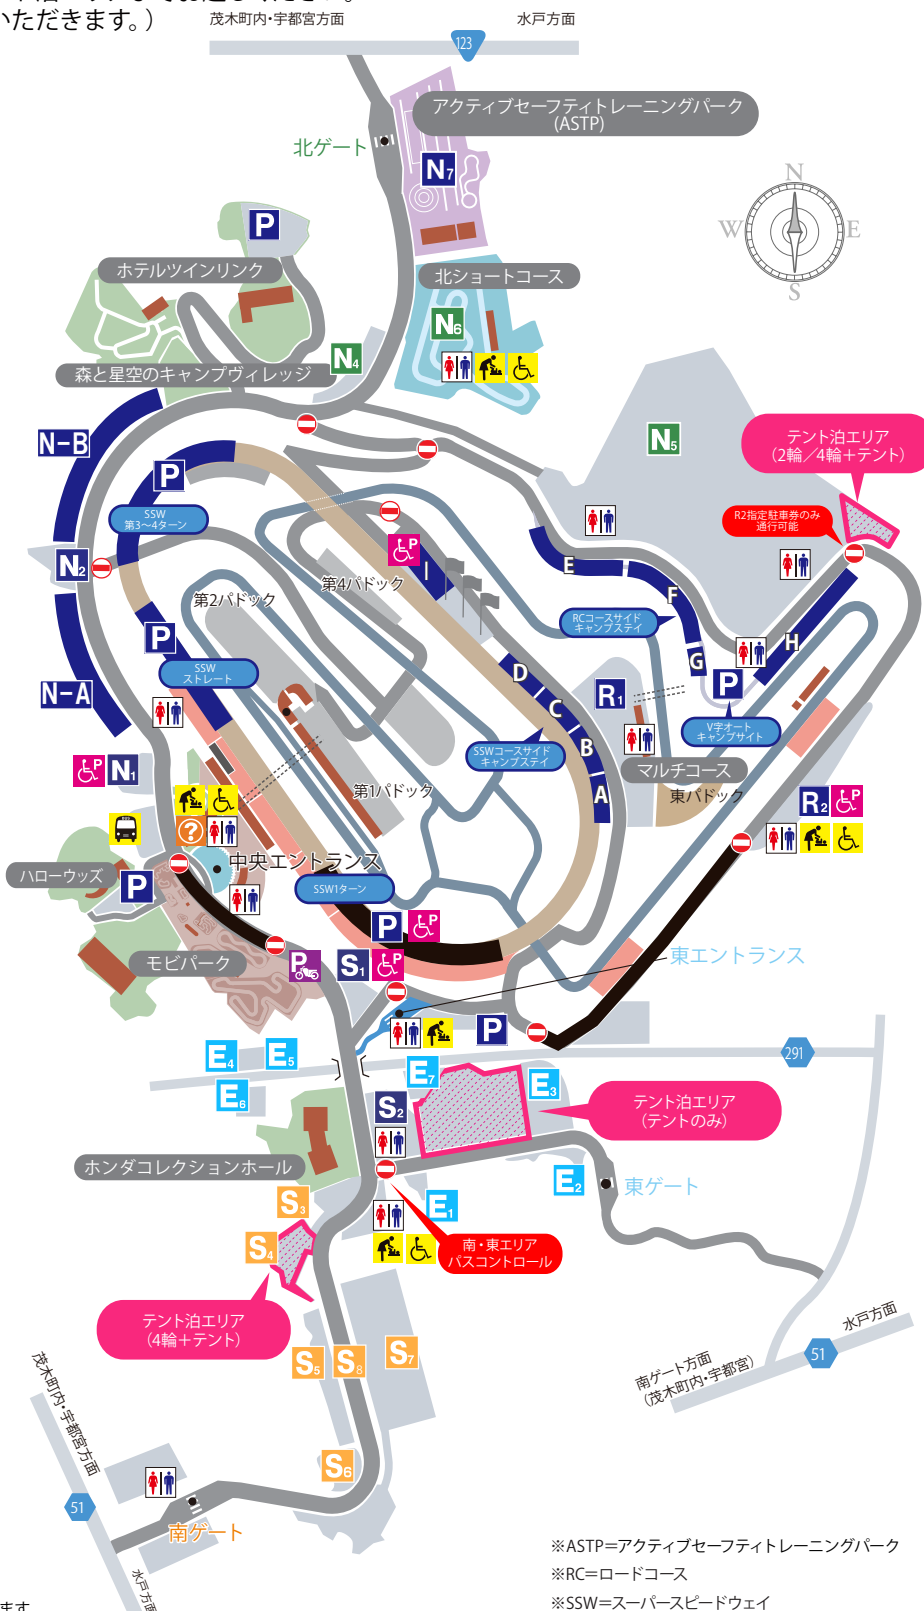 いただきます。）
茂木町内・宇都宮方面
水戸方面
123
アクティブセーフティトレーニングパーク
(ASTP)
北ゲート
N7
N
W
E
S
P
ホテルツインリンク
北ショートコース
N6
N4
森と星空のキャンプヴィレッジ
N-B
N5
テント泊エリア
（2輪／4輪＋テント）
P
SSW
第3〜4ターン
R2指定駐車券のみ
通行可能
N2
P
I
E
第4パドック
第2パドック
F
RCコースサイド
キャンプステイ
P
H
G
SSW
ストレート
D
P
N-A
R1
C
V字オート
キャンプサイト
B
SSWコースサイド
キャンプステイ
P
N1
マルチコース
A
第1パドック
東パドック
R2
P
?
中央エントランス
ハローウッズ
P
SSW1ターン
P
P
モビパーク
P
S1
P
東エントランス
P
E4
E5
291
E7
E3
E6
S2
テント泊エリア
（テントのみ）
ホンダコレクションホール
E2
東ゲート
S3
E1
S4
南・東エリア
パスコントロール
テント泊エリア
（4輪＋テント）
水戸方面
S5
S8
S7
51
南ゲート方面
（茂木町内・宇都宮）
茂木町内・宇都宮方面
S6
51
南ゲート
水戸方面
※ASTP=アクティブセーフティトレーニングパーク
※RC=ロードコース
※SSW=スーパースピードウェイ
ます